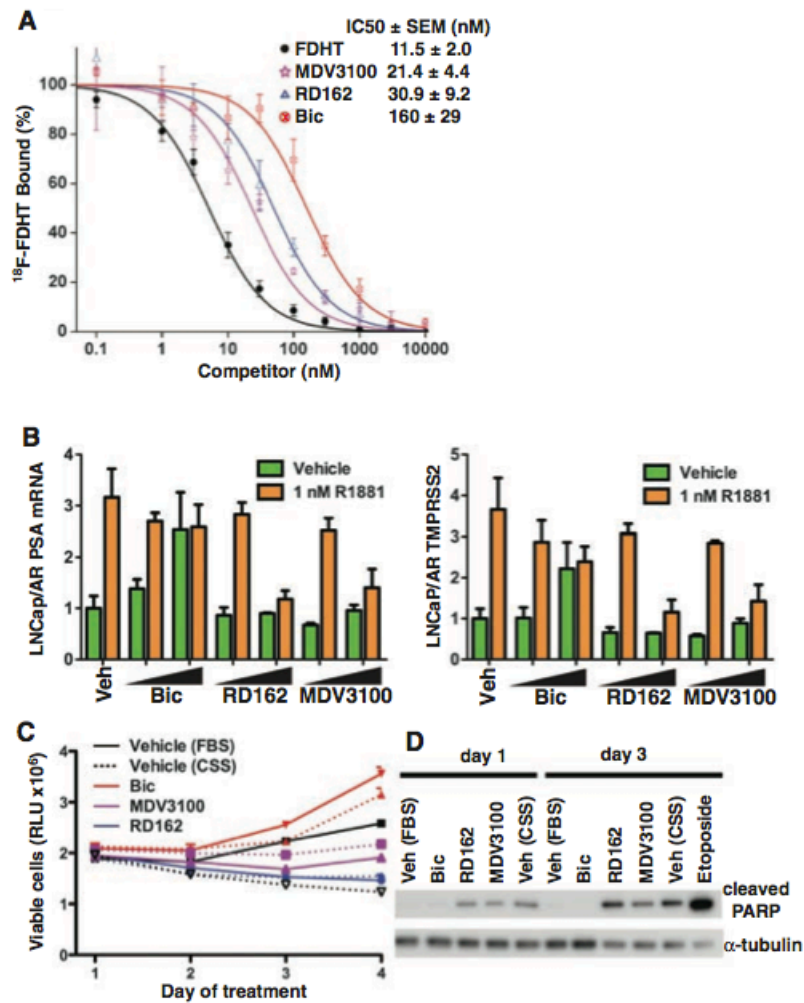 A
IC50 ± SEM (nM)
FDHT 11.5 ± 2.0
MDV3100 21.4 ± 4.4
RD162 30.9 ± 9.2
Bic 160 ± 29
18F-FDHT Bound (%)
100
80
60
40
20
0
0.1 1 10 100 1000 10000
Competitor (nM)
B
LNCap/AR PSA mRNA
4
3
2
1
0
Vehicle
1 nM R1881
Veh Bic RD162 MDV3100
LNCaP/AR TMPRSS2
5
4
3
2
1
0
Vehicle
1 nM R1881
Veh Bic RD162 MDV3100
C
Viable cells (RLU x10⁶)
4
3
2
1
0
Vehicle (FBS)
Vehicle (CSS)
Bic
MDV3100
RD162
1 2 3 4
Day of treatment
D
day 1 day 3
Veh (FBS) Bic RD162 MDV3100 Veh (CSS) Veh (FBS) Bic RD162 MDV3100 Veh (CSS) Etoposide
cleaved
PARP
α-tubulin